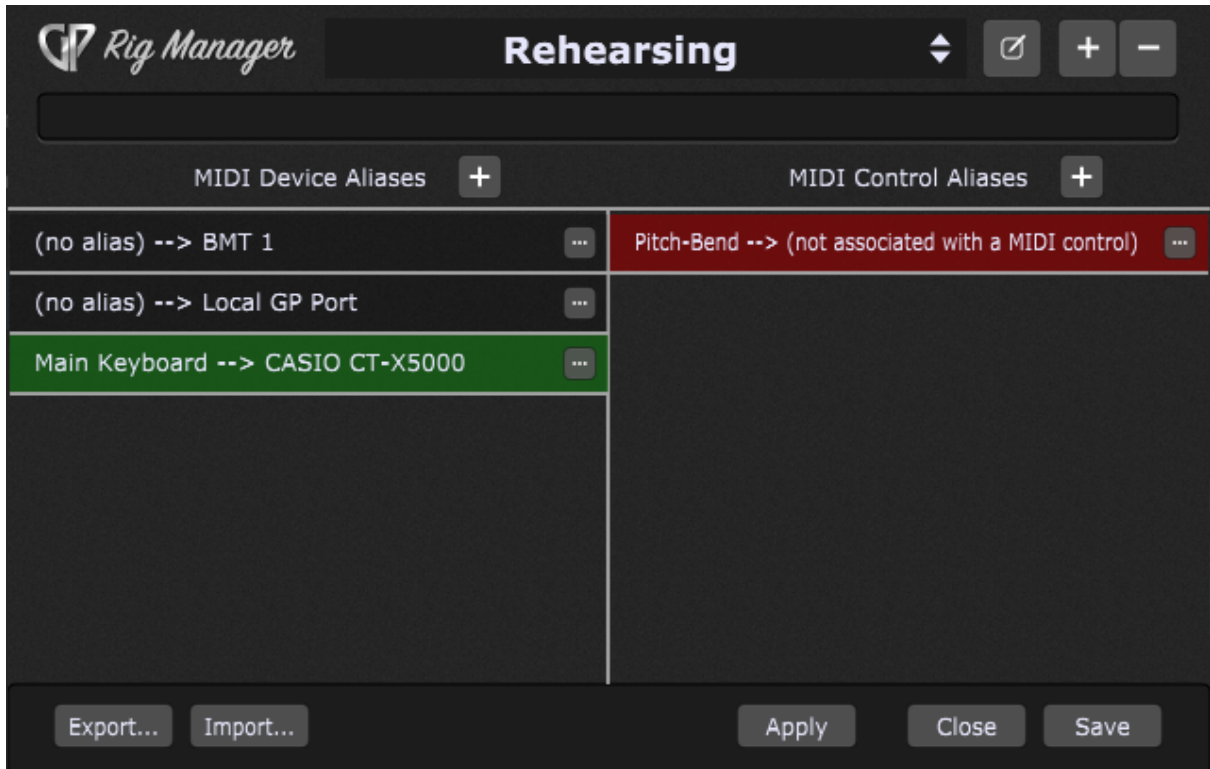 GP Rig Manager Rehearsing + −
MIDI Device Aliases + MIDI Control Aliases +
(no alias) --> BMT 1 ...
Pitch-Bend --> (not associated with a MIDI control) ...
(no alias) --> Local GP Port ...
Main Keyboard --> CASIO CT-X5000 ...
Export... Import... Apply Close Save